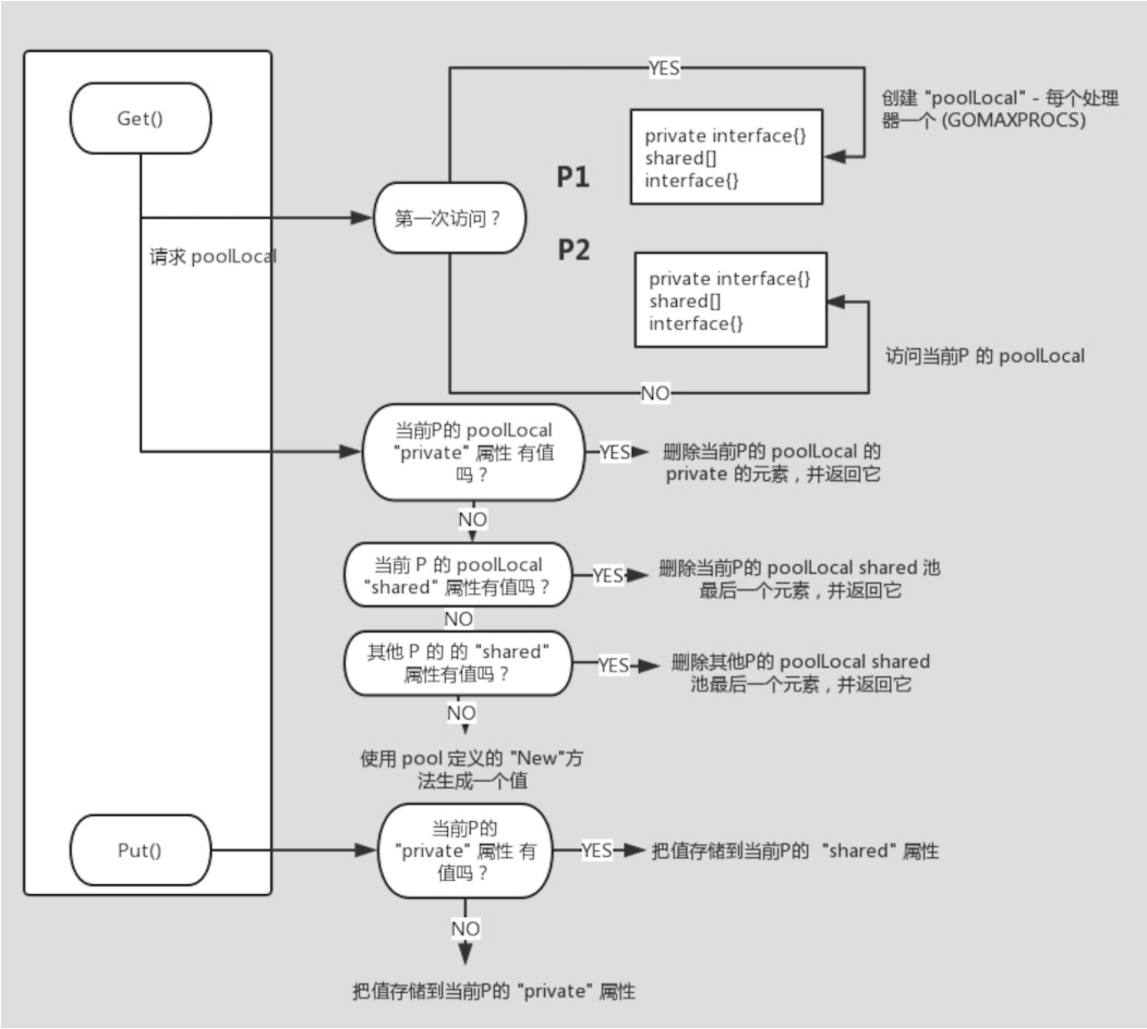 YES
创建 "poolLocal" - 每个处理
器一个 (GOMAXPROCS)
Get()
private interface{}
shared[]
interface{}
P1
第一次访问？
请求 poolLocal
P2
private interface{}
shared[]
interface{}
访问当前P 的 poolLocal
NO
当前P的 poolLocal
"private" 属性 有值
吗？
YES
删除当前P的 poolLocal 的
private 的元素，并返回它
NO
当前 P 的 poolLocal
"shared" 属性有值吗？
YES
删除当前P的 poolLocal shared 池
最后一个元素，并返回它
NO
其他 P 的 的 "shared"
属性有值吗？
YES
删除其他P的 poolLocal shared
池最后一个元素，并返回它
NO
使用 pool 定义的 "New"方
法生成一个值
Put()
当前P的
"private" 属性 有
值吗？
YES
把值存储到当前P的 "shared" 属性
NO
把值存储到当前P的 "private" 属性